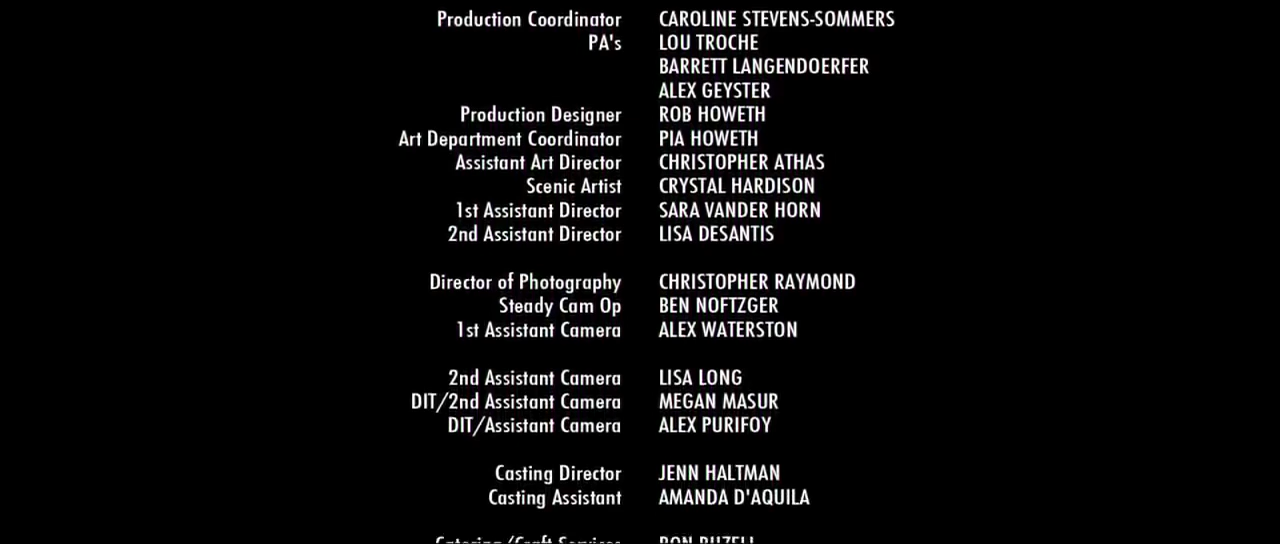 Production Coordinator CAROLINE STEVENS-SOMMERS
PA's LOU TROCHE
BARRETT LANGENDOERFER
ALEX GEYSTER
Production Designer ROB HOWETH
Art Department Coordinator PIA HOWETH
Assistant Art Director CHRISTOPHER ATHAS
Scenic Artist CRYSTAL HARDISON
1st Assistant Director SARA VANDER HORN
2nd Assistant Director LISA DESANTIS
Director of Photography CHRISTOPHER RAYMOND
Steady Cam Op BEN NOFTZGER
1st Assistant Camera ALEX WATERSTON
2nd Assistant Camera LISA LONG
DIT/2nd Assistant Camera MEGAN MASUR
DIT/Assistant Camera ALEX PURIFOY
Casting Director JENN HALTMAN
Casting Assistant AMANDA D'AQUILA
Catering/Craft Services RON